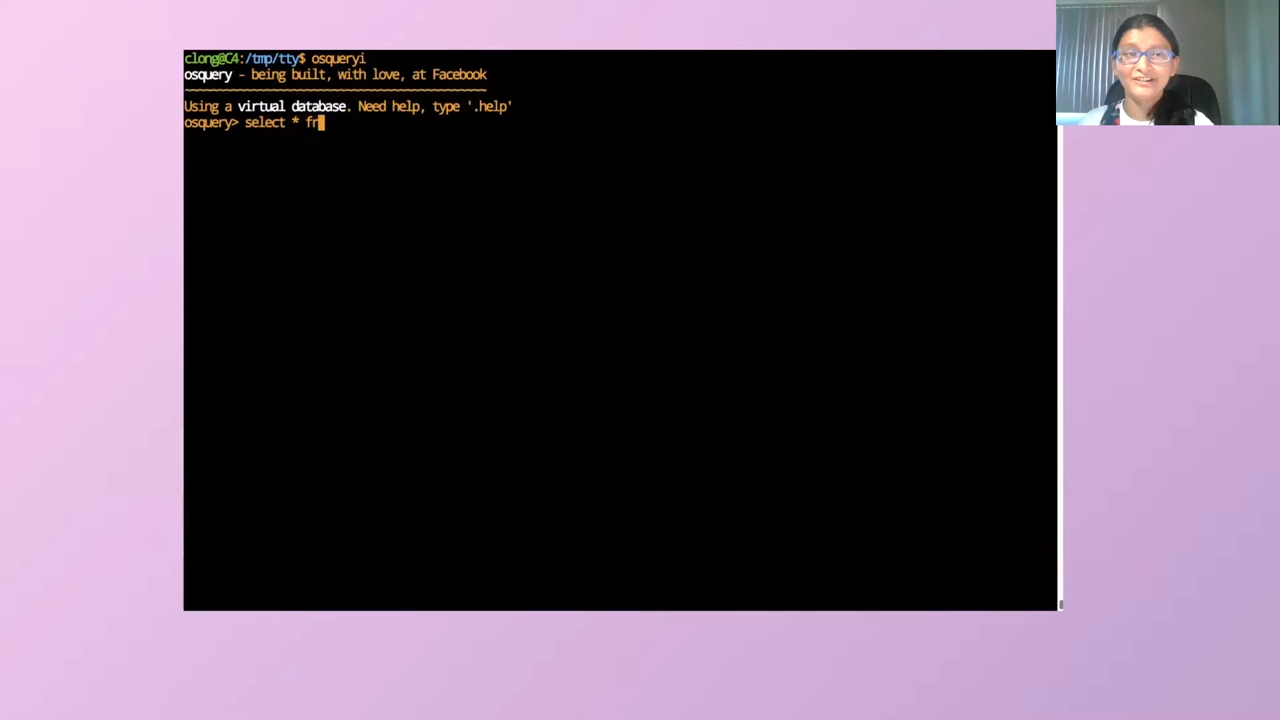 clong@C4:/tmp/tty$ osqueryi
osquery - being built, with love, at Facebook
~~~~~~~~~~~~~~~~~~~~~~~~~~~~~~~~~~~~~~~~~~~~~
Using a virtual database. Need help, type '.help'
osquery> select * fr